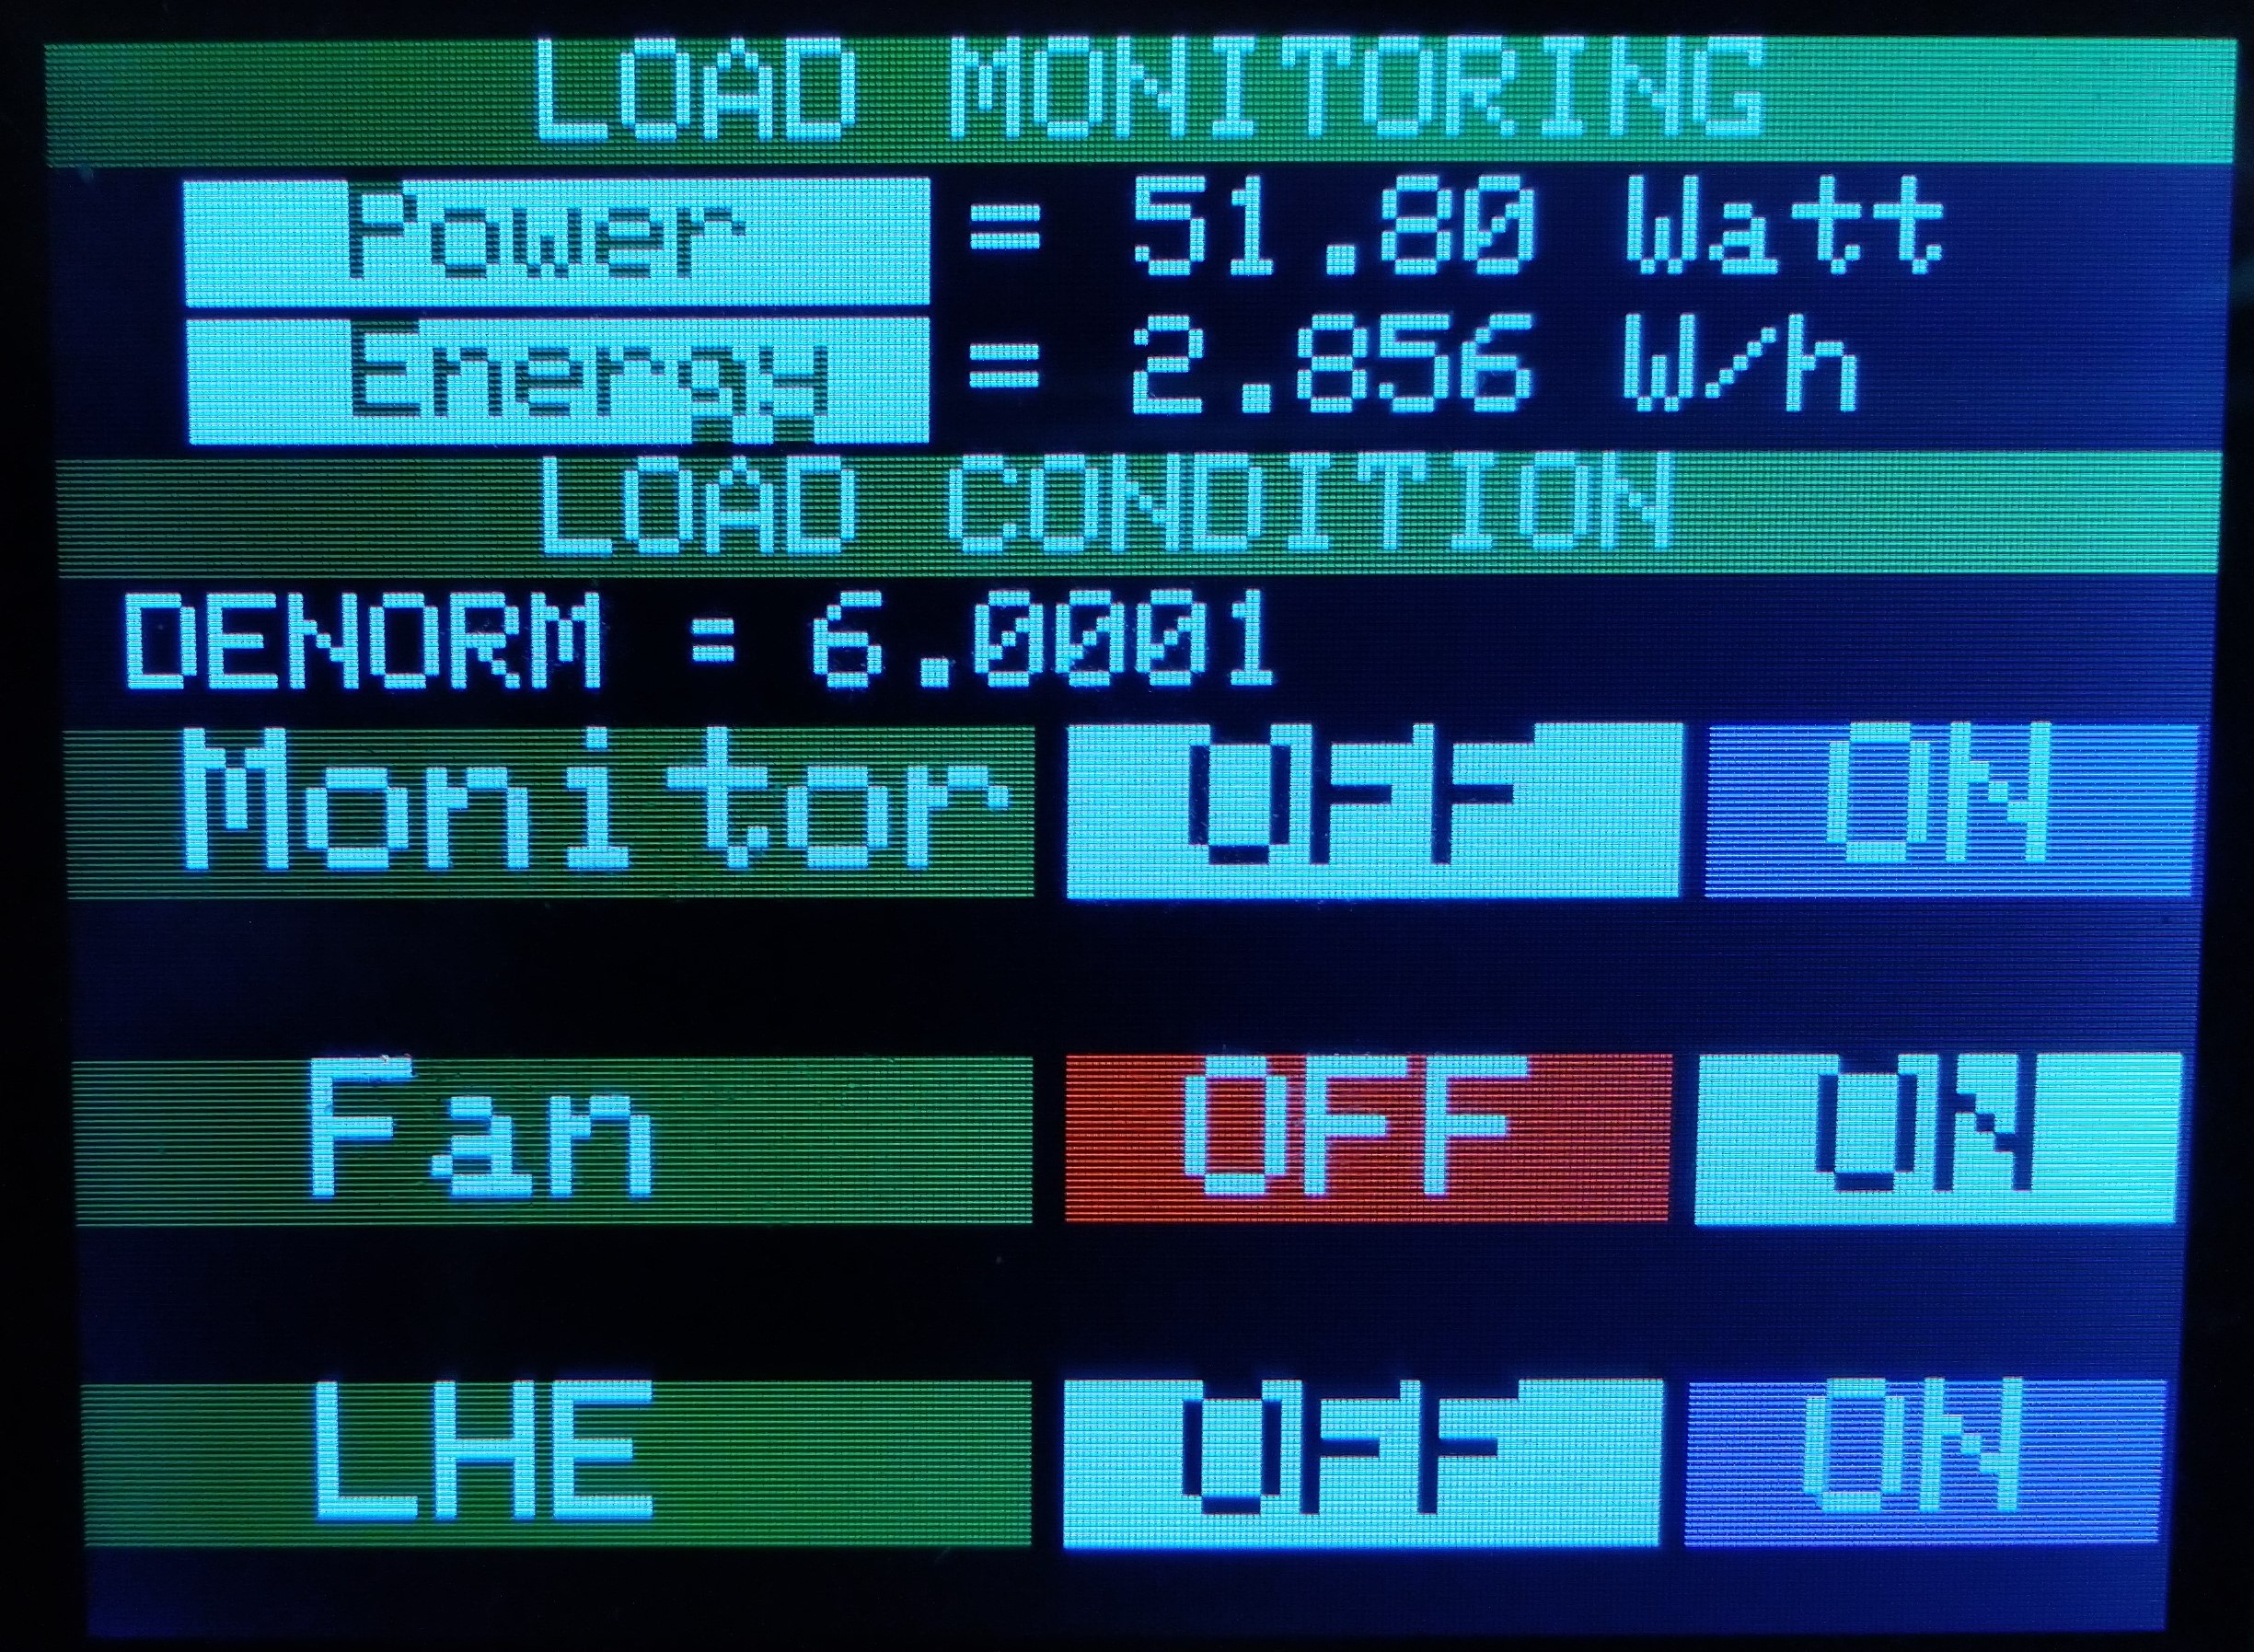 LOAD MONITORING
Power = 51.80 Watt
Energy = 2.856 W/h
LOAD CONDITION
DENORM = 6.0001
Monitor OFF ON
Fan OFF ON
LHE OFF ON